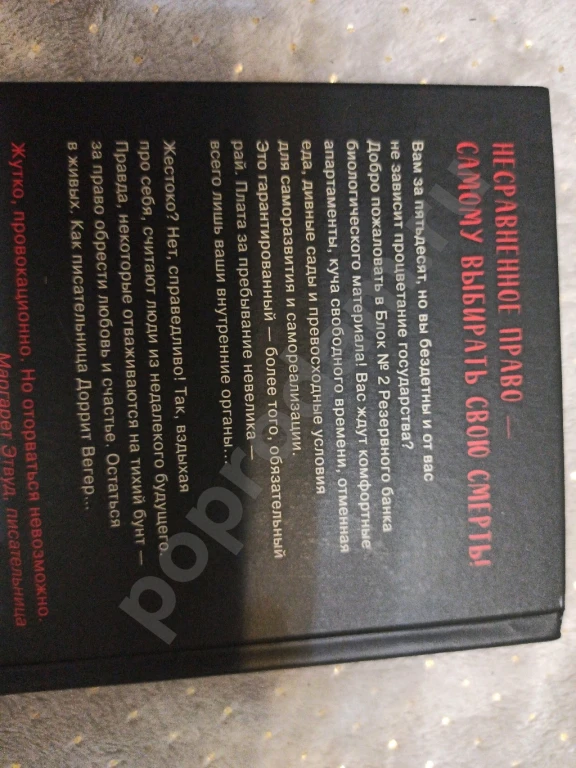 НЕСРАВНЕННОЕ ПРАВО —
САМОМУ ВЫБИРАТЬ СВОЮ СМЕРТЬ!
Вам за пятьдесят, но вы бездетны и от вас
не зависит процветание государства?
Добро пожаловать в Блок № 2 Резервного банка
биологического материала! Вас ждут комфортные
апартаменты, куча свободного времени, отменная
еда, дивные сады и превосходные условия
для саморазвития и самореализации.
Это гарантированный — более того, обязательный
рай. Плата за пребывание невелика —
всего лишь ваши внутренние органы...
Жестоко? Нет, справедливо! Так, вздыхая
про себя, считают люди из недалекого будущего.
Правда, некоторые отваживаются на тихий бунт —
за право обрести любовь и счастье. Остаться
в живых. Как писательница Доррит Вегер...
Жутко, провокационно. Но оторваться невозможно.
Маргарет Этвуд, писательница